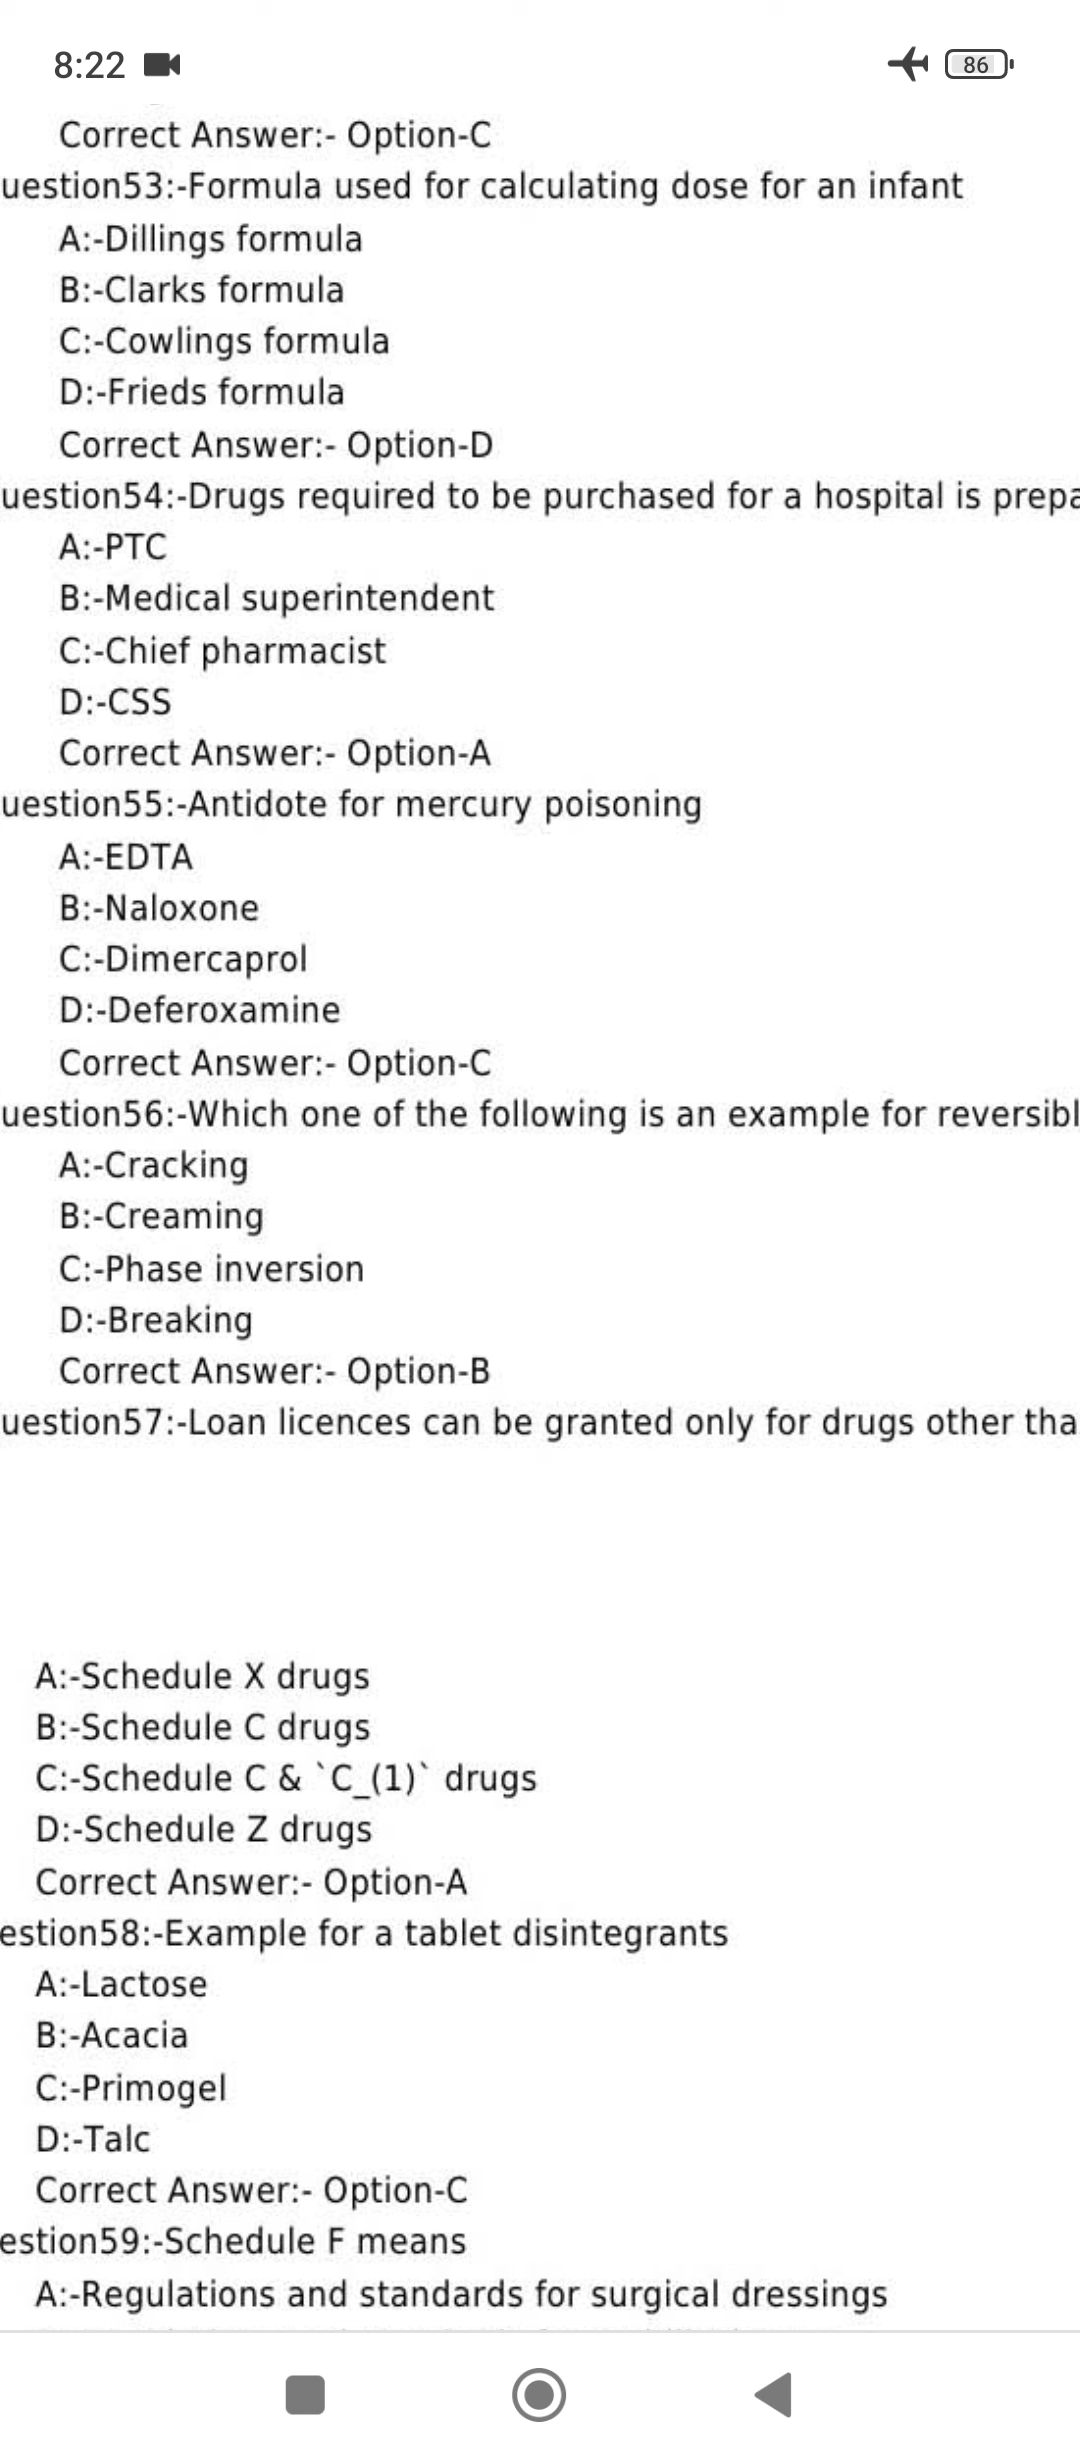 8:22
86
Correct Answer:- Option-C
uestion53:-Formula used for calculating dose for an infant
A:-Dillings formula
B:-Clarks formula
C:-Cowlings formula
D:-Frieds formula
Correct Answer:- Option-D
uestion54:-Drugs required to be purchased for a hospital is prepa
A:-PTC
B:-Medical superintendent
C:-Chief pharmacist
D:-CSS
Correct Answer:- Option-A
uestion55:-Antidote for mercury poisoning
A:-EDTA
B:-Naloxone
C:-Dimercaprol
D:-Deferoxamine
Correct Answer:- Option-C
uestion56:-Which one of the following is an example for reversibl
A:-Cracking
B:-Creaming
C:-Phase inversion
D:-Breaking
Correct Answer:- Option-B
uestion57:-Loan licences can be granted only for drugs other tha
A:-Schedule X drugs
B:-Schedule C drugs
C:-Schedule C & `C_(1)` drugs
D:-Schedule Z drugs
Correct Answer:- Option-A
estion58:-Example for a tablet disintegrants
A:-Lactose
B:-Acacia
C:-Primogel
D:-Talc
Correct Answer:- Option-C
estion59:-Schedule F means
A:-Regulations and standards for surgical dressings